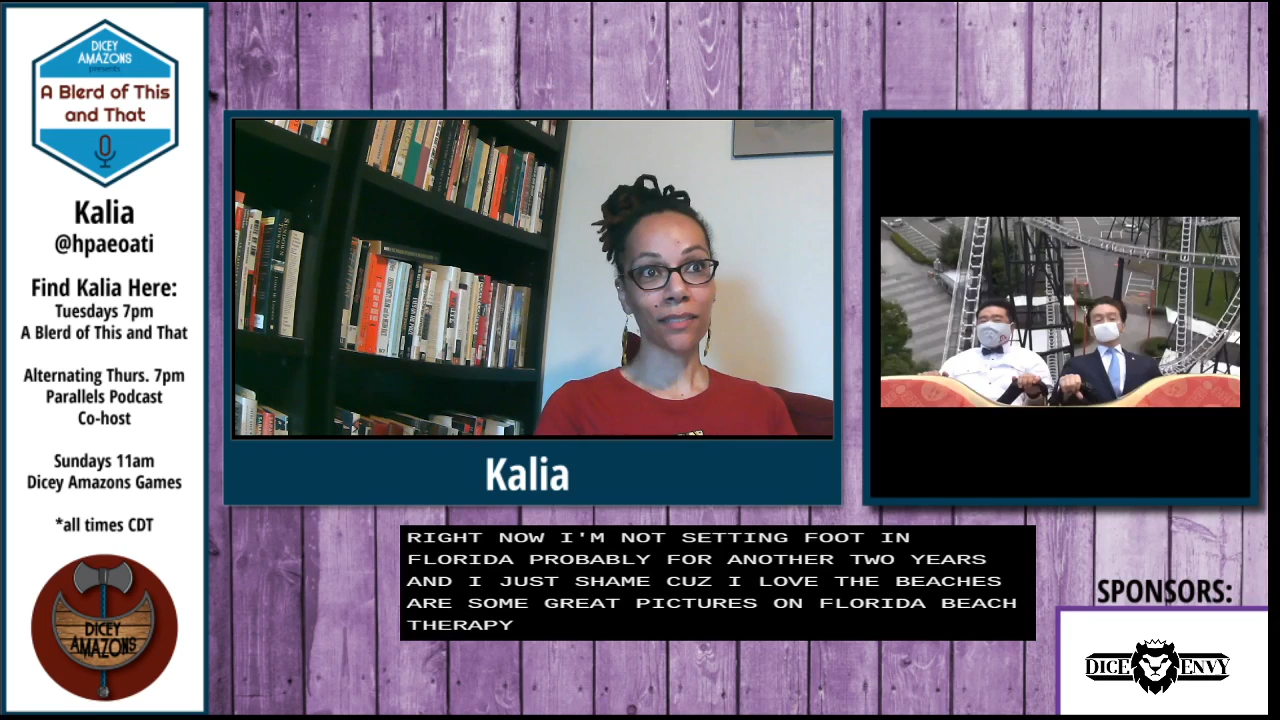 DICEY
AMAZONS
presents
A Blerd of This
and That
Kalia
@hpaeoati
Find Kalia Here:
Tuesdays 7pm
A Blerd of This and That
Alternating Thurs. 7pm
Parallels Podcast
Co-host
Sundays 11am
Dicey Amazons Games
*all times CDT
DICEY
AMAZONS
Kalia
RIGHT NOW I'M NOT SETTING FOOT IN
FLORIDA PROBABLY FOR ANOTHER TWO YEARS
AND I JUST SHAME CUZ I LOVE THE BEACHES
ARE SOME GREAT PICTURES ON FLORIDA BEACH
THERAPY
SPONSORS:
DICE ENVY